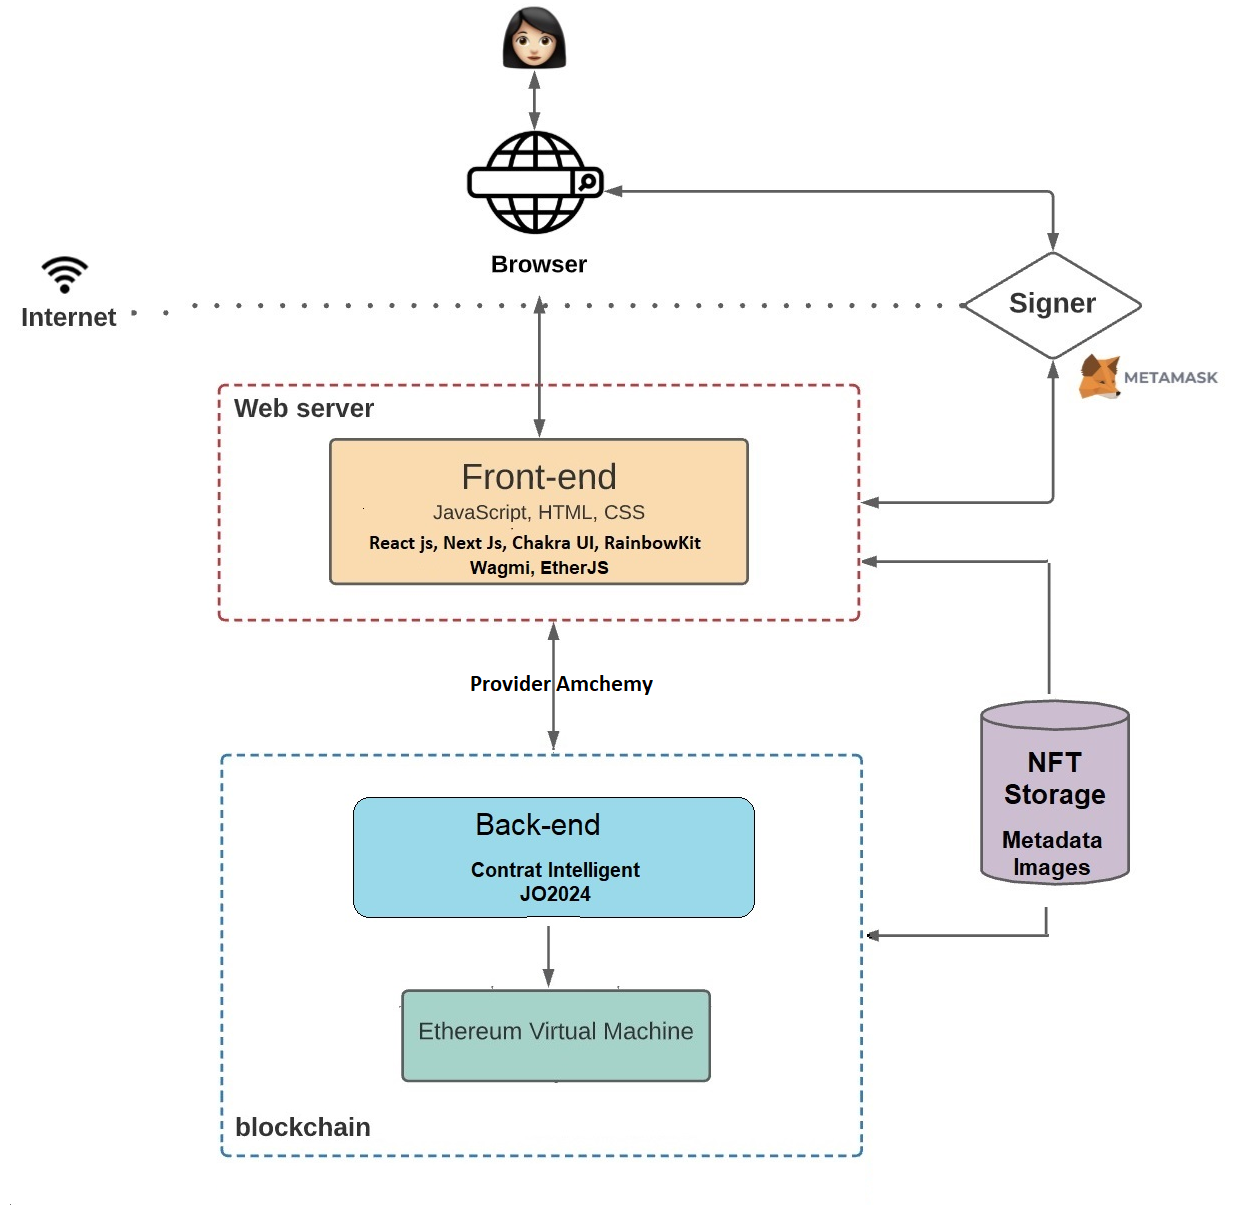 Browser
Internet
Signer
METAMASK
Web server
Front-end
JavaScript, HTML, CSS
React js, Next Js, Chakra UI, RainbowKit
Wagmi, EtherJS
Provider Amchemy
NFT
Storage
Metadada
Images
Back-end
Contrat Intelligent
JO2024
Ethereum Virtual Machine
blockchain